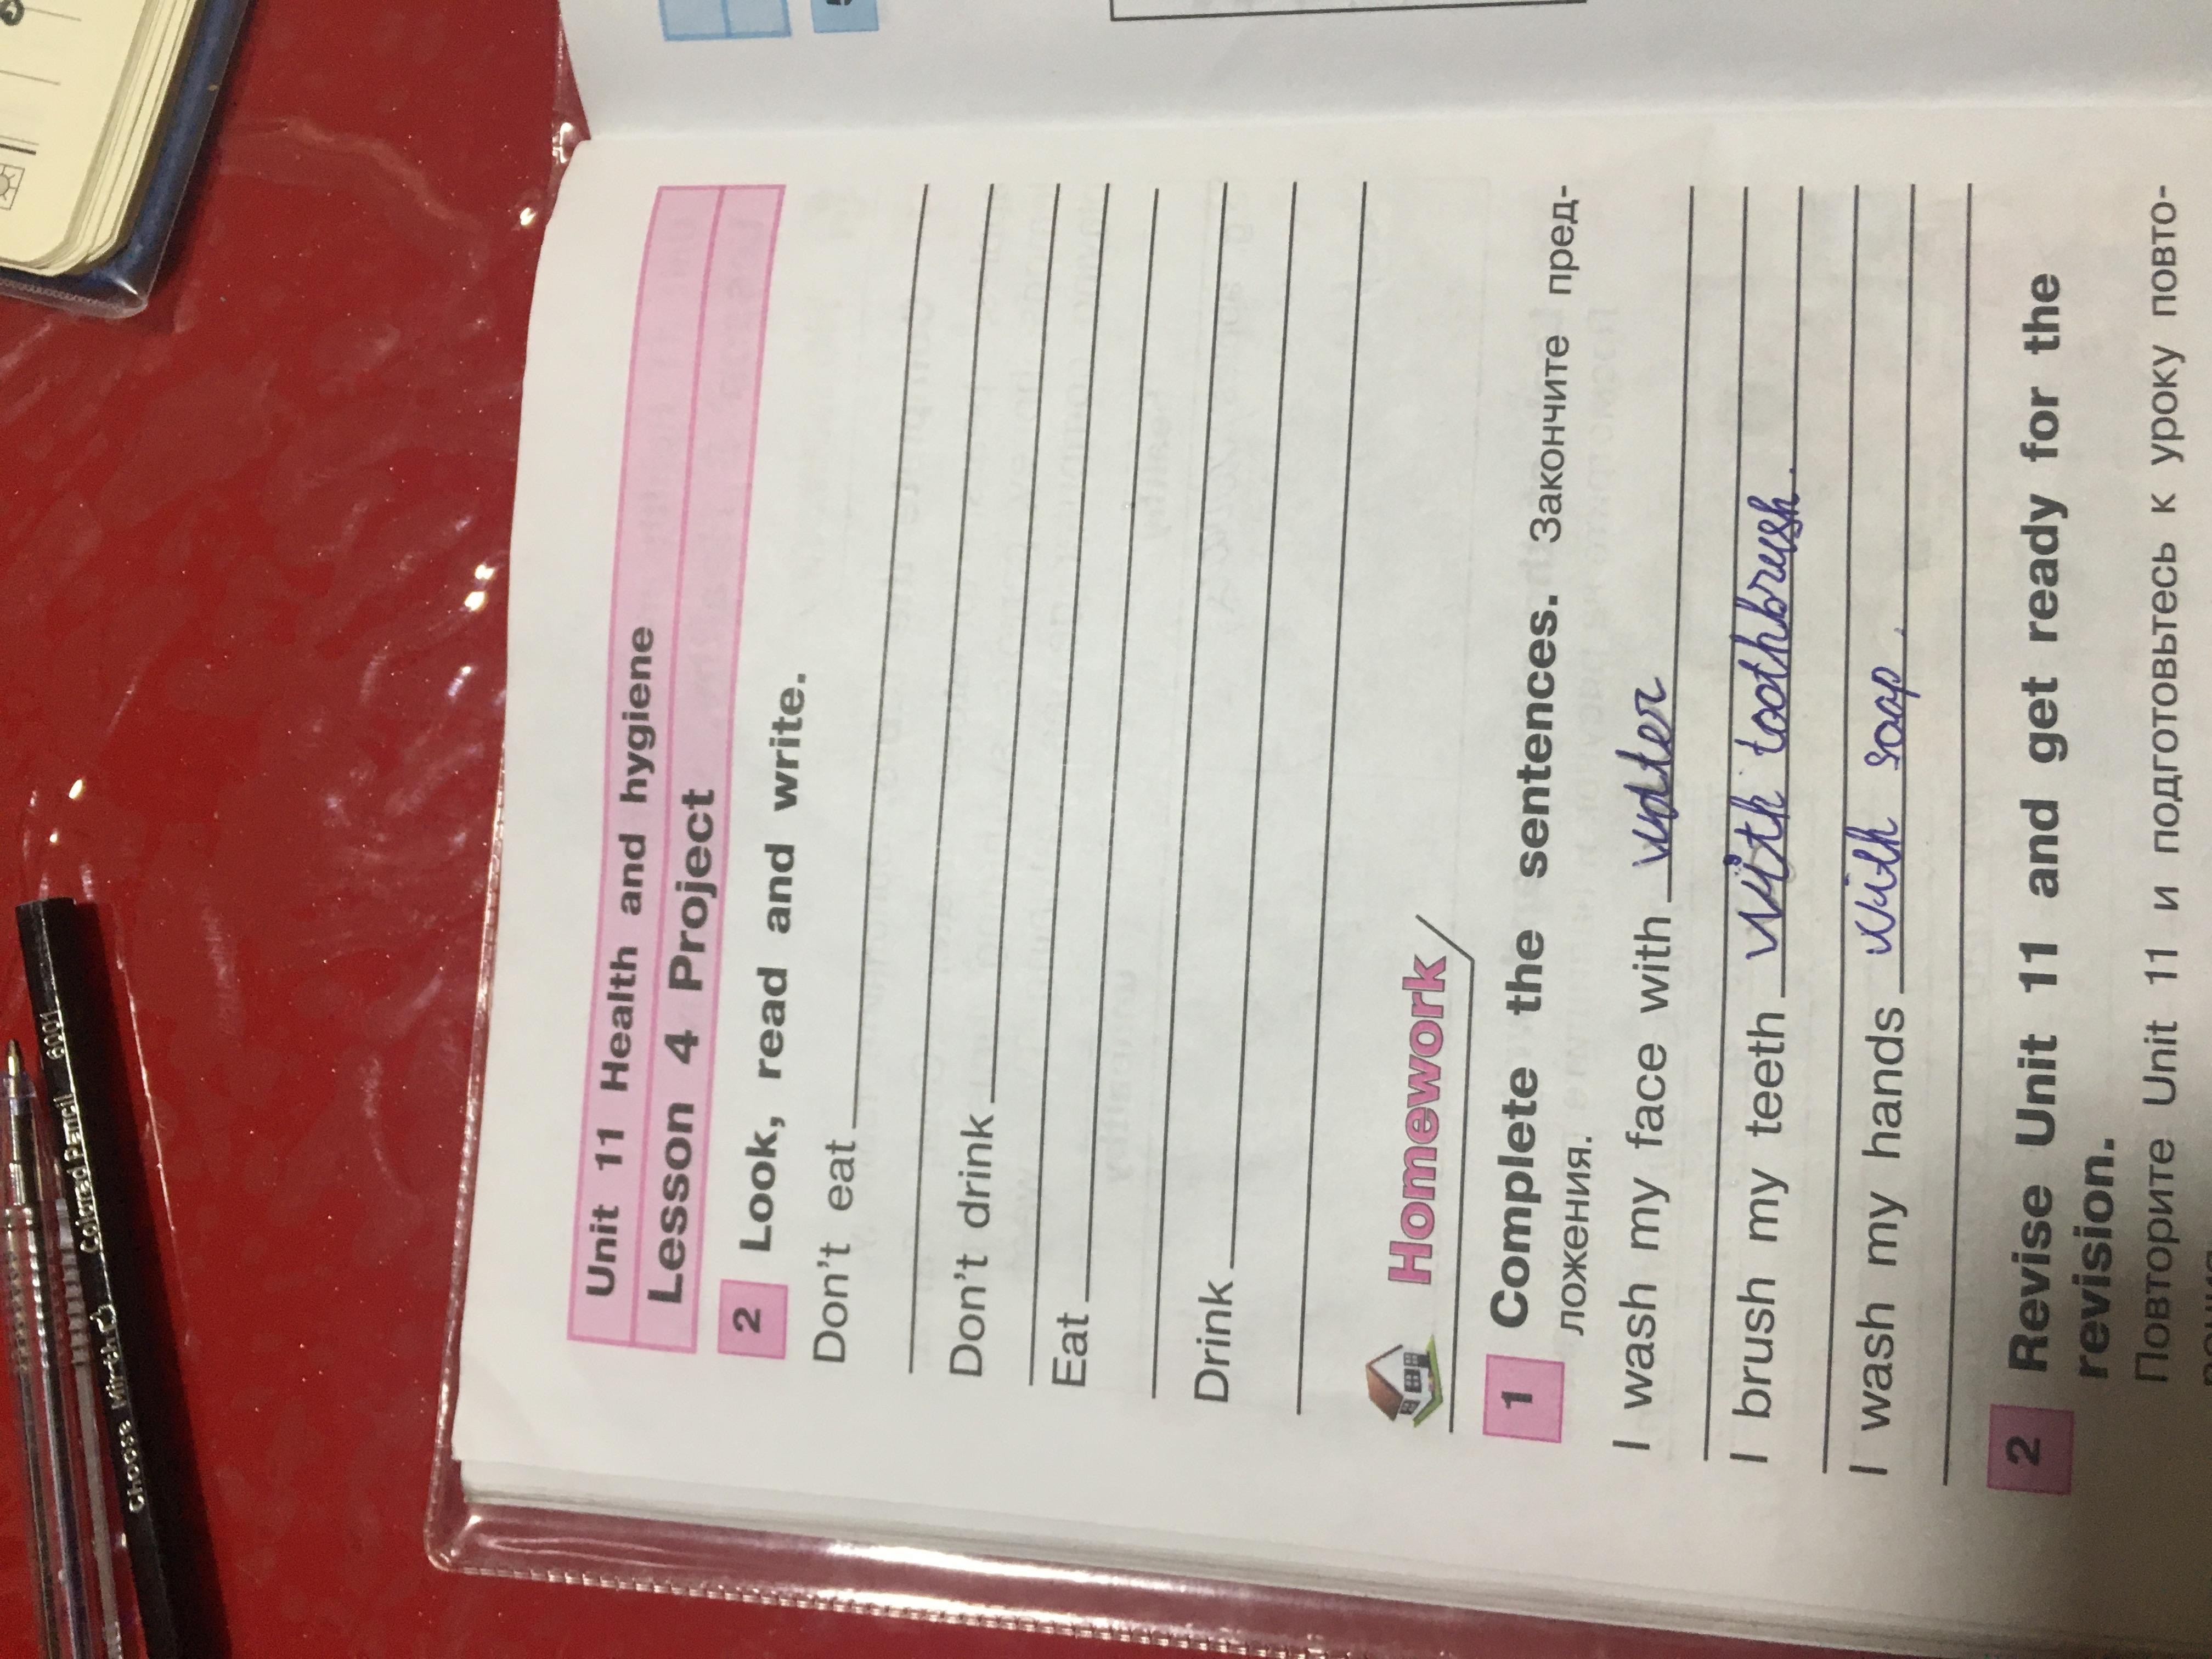 Unit 11 Health and hygiene
Lesson 4 Project
2 Look, read and write.
Don't eat
Don't drink
Eat
Drink
Homework
1 Complete the sentences. Закончите пред-
ложения.
I wash my face with water
I brush my teeth with toothbrush.
I wash my hands with soap.
2 Revise Unit 11 and get ready for the
revision.
Повторите Unit 11 и подготовьтесь к уроку повто-
Choose Mirth(r) Colored Pencil 6001